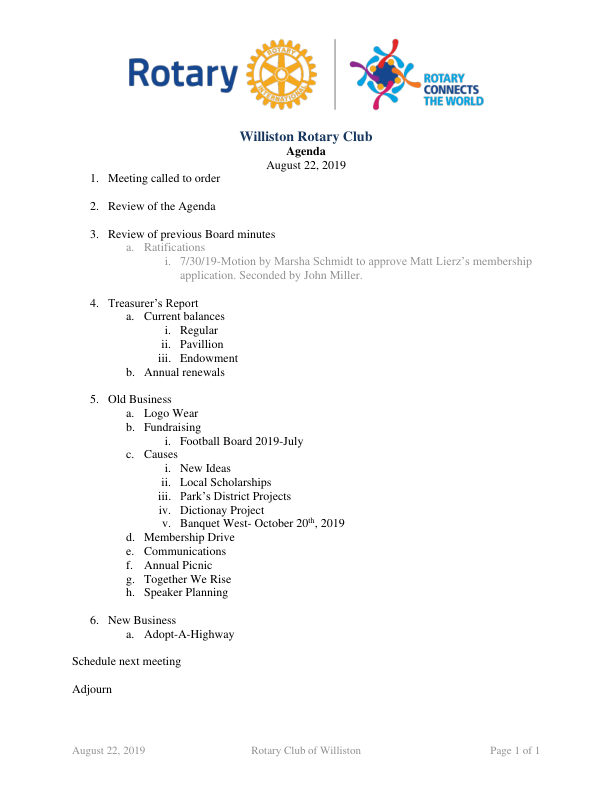 Rotary
ROTARY
INTERNATIONAL
ROTARY
CONNECTS
THE WORLD
Williston Rotary Club
Agenda
August 22, 2019
1. Meeting called to order
2. Review of the Agenda
3. Review of previous Board minutes
a. Ratifications
i. 7/30/19-Motion by Marsha Schmidt to approve Matt Lierz’s membership
application. Seconded by John Miller.
4. Treasurer’s Report
a. Current balances
i. Regular
ii. Pavillion
iii. Endowment
b. Annual renewals
5. Old Business
a. Logo Wear
b. Fundraising
i. Football Board 2019-July
c. Causes
i. New Ideas
ii. Local Scholarships
iii. Park’s District Projects
iv. Dictionay Project
v. Banquet West- October 20th, 2019
d. Membership Drive
e. Communications
f. Annual Picnic
g. Together We Rise
h. Speaker Planning
6. New Business
a. Adopt-A-Highway
Schedule next meeting
Adjourn
August 22, 2019 Rotary Club of Williston Page 1 of 1